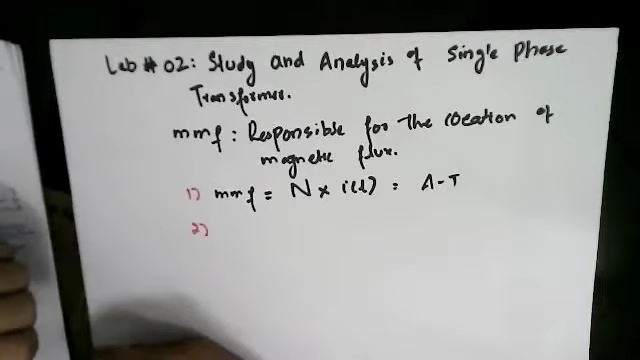 Lab # 02: Study and Analysis of Single Phase
Transformer.
mmf: Responsible for the creation of
magnetic flux.
1) mmf = N x i(t) = A-T
2)